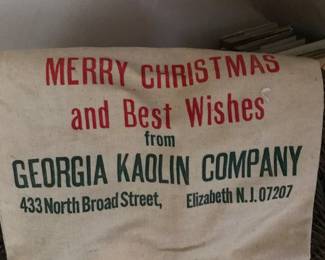 MERRY CHRISTMAS
and Best Wishes
from
GEORGIA KAOLIN COMPANY
433 North Broad Street, Elizabeth N.J. 07207